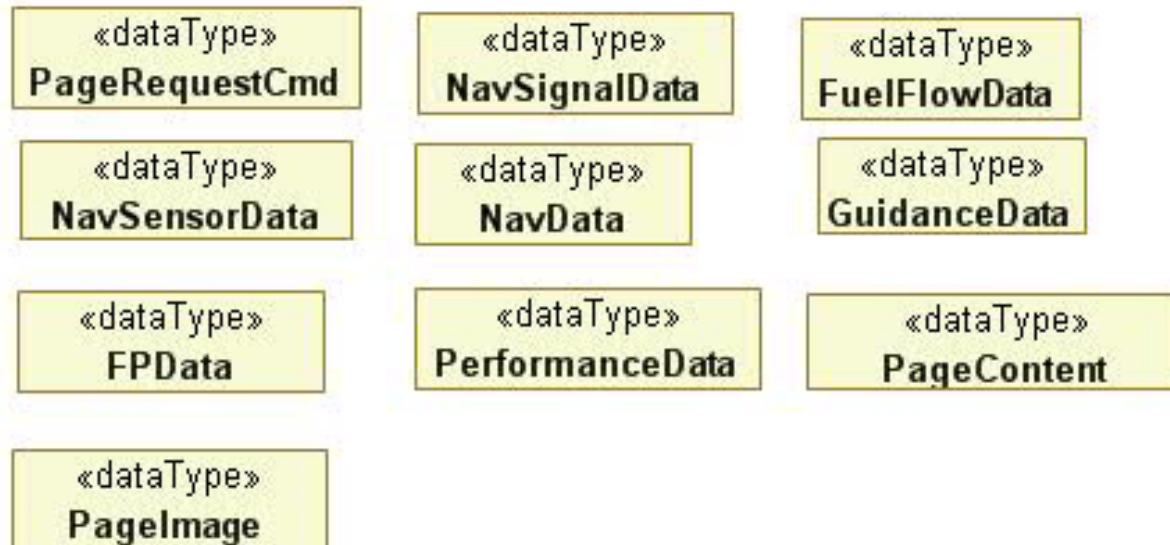 «dataType»
PageRequestCmd
«dataType»
NavSignalData
«dataType»
FuelFlowData
«dataType»
NavSensorData
«dataType»
NavData
«dataType»
GuidanceData
«dataType»
FPData
«dataType»
PerformanceData
«dataType»
PageContent
«dataType»
PageImage